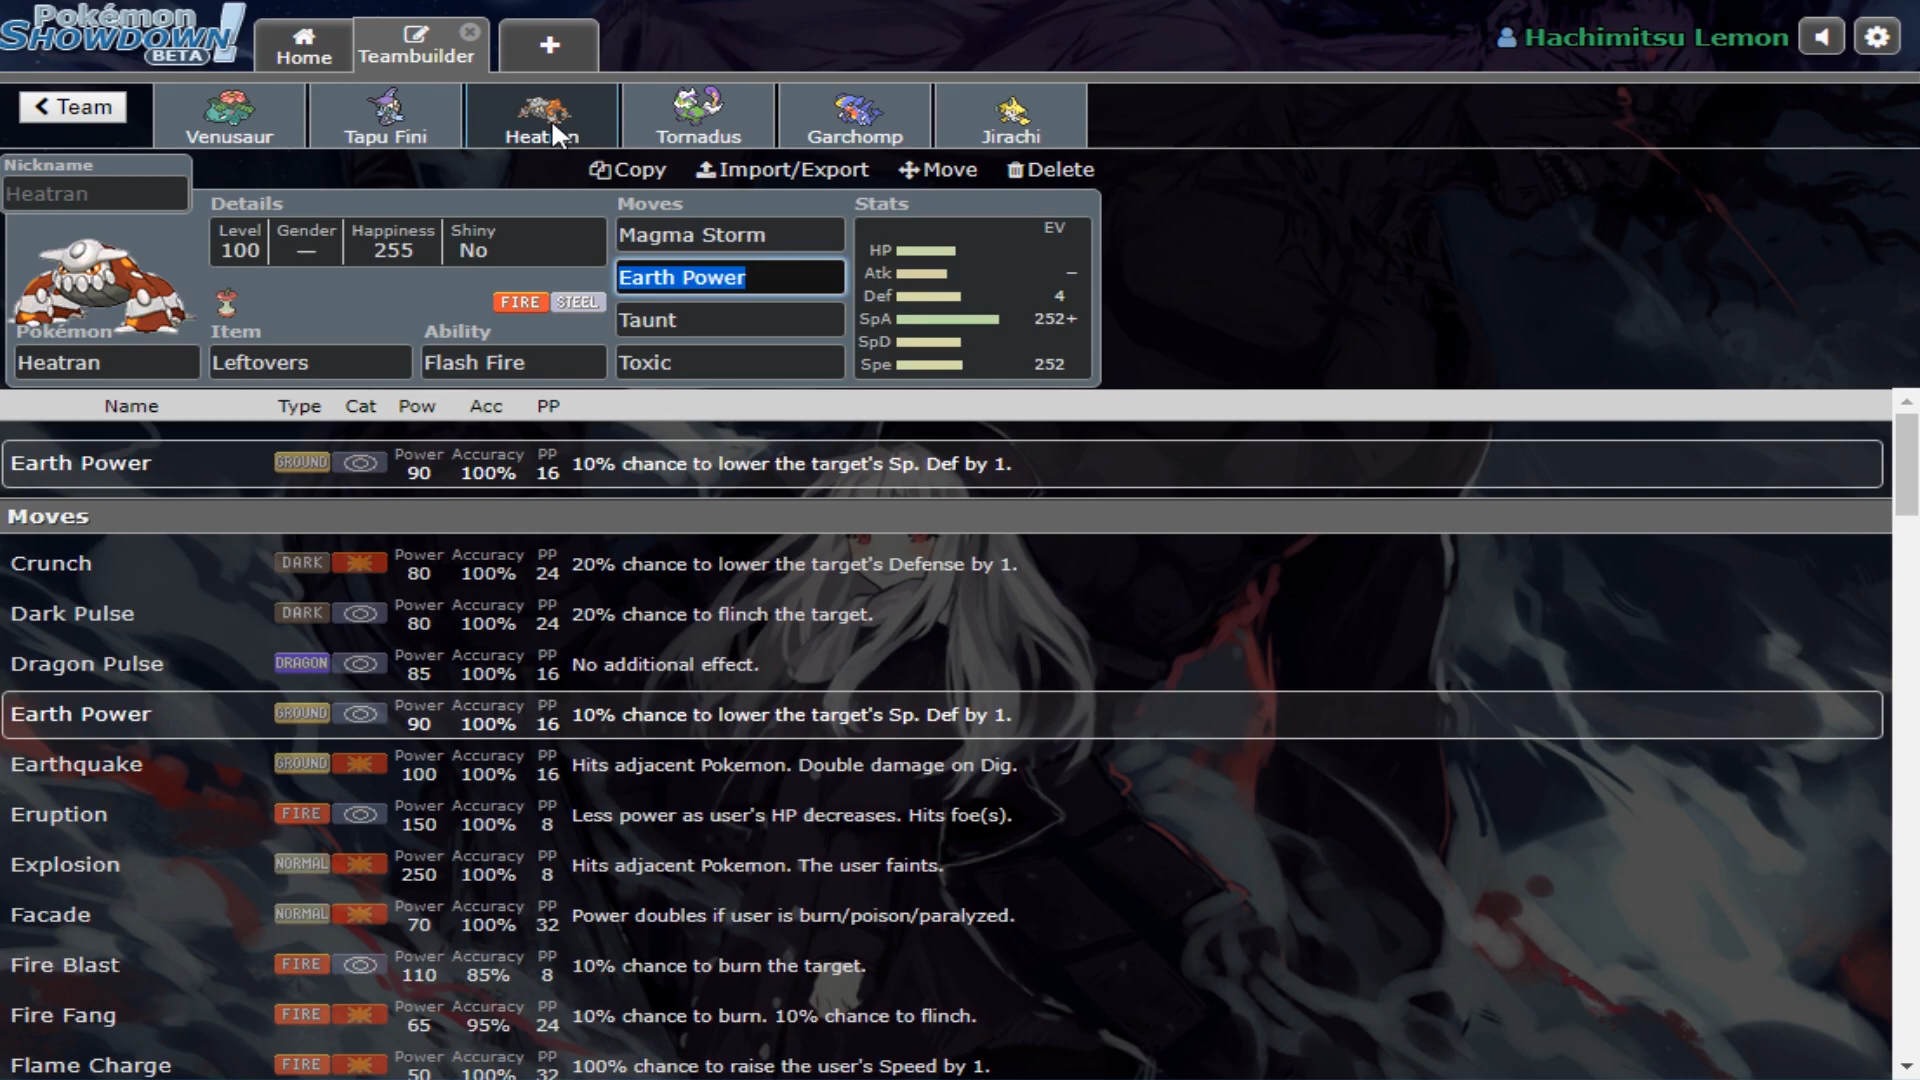 Pokémon
SHOWDOWN!
BETA
Home
Teambuilder
+
Hachimitsu Lemon
Team
Venusaur
Tapu Fini
Tornadus
Garchomp
Jirachi
Nickname
Heatran
Copy
Import/Export
Move
Delete
Details
Level Gender Happiness Shiny
100 — 255 No
FIRE STEEL
Pokémon Item Ability
Heatran Leftovers Flash Fire
Moves
Magma Storm
Earth Power
Taunt
Toxic
Stats
EV
HP
Atk –
Def 4
SpA 252+
SpD
Spe 252
Name Type Cat Pow Acc PP
Earth Power GROUND Power 90 Accuracy 100% PP 16 10% chance to lower the target's Sp. Def by 1.
Moves
Crunch DARK Power 80 Accuracy 100% PP 24 20% chance to lower the target's Defense by 1.
Dark Pulse DARK Power 80 Accuracy 100% PP 24 20% chance to flinch the target.
Dragon Pulse DRAGON Power 85 Accuracy 100% PP 16 No additional effect.
Earth Power GROUND Power 90 Accuracy 100% PP 16 10% chance to lower the target's Sp. Def by 1.
Earthquake GROUND Power 100 Accuracy 100% PP 16 Hits adjacent Pokemon. Double damage on Dig.
Eruption FIRE Power 150 Accuracy 100% PP 8 Less power as user's HP decreases. Hits foe(s).
Explosion NORMAL Power 250 Accuracy 100% PP 8 Hits adjacent Pokemon. The user faints.
Facade NORMAL Power 70 Accuracy 100% PP 32 Power doubles if user is burn/poison/paralyzed.
Fire Blast FIRE Power 110 Accuracy 85% PP 8 10% chance to burn the target.
Fire Fang FIRE Power 65 Accuracy 95% PP 24 10% chance to burn. 10% chance to flinch.
Flame Charge FIRE Power 50 Accuracy 100% PP 32 100% chance to raise the user's Speed by 1.